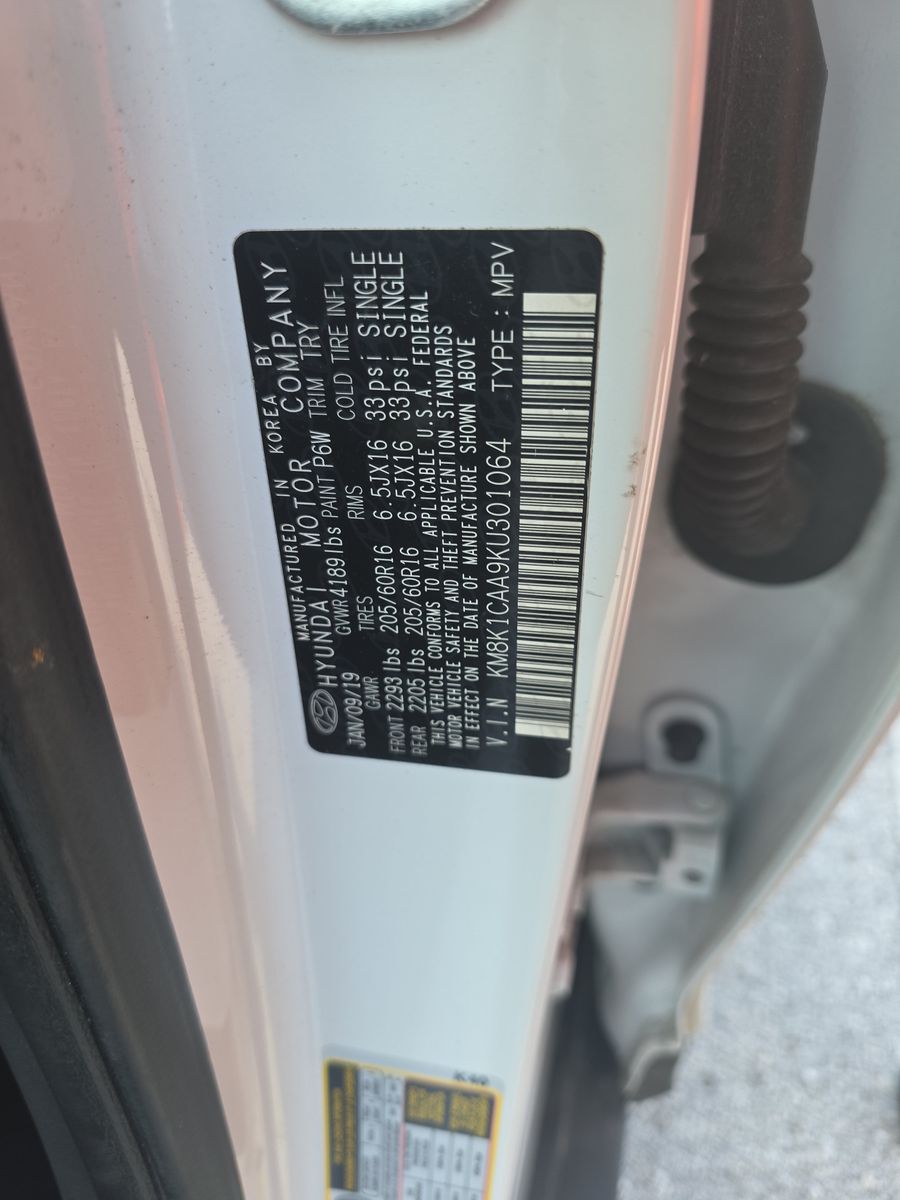 MANUFACTURED IN KOREA BY
HYUNDAI MOTOR COMPANY
JAN/09/19 GVWR 4189lbs PAINT P6W TRIM TRY
GAWR TIRES RIMS COLD TIRE INFL
FRONT 2293 lbs 205/60R16 6.5JX16 33psi SINGLE
REAR 2205 lbs 205/60R16 6.5JX16 33psi SINGLE
THIS VEHICLE CONFORMS TO ALL APPLICABLE U.S.A. FEDERAL
MOTOR VEHICLE SAFETY AND THEFT PREVENTION STANDARDS
IN EFFECT ON THE DATE OF MANUFACTURE SHOWN ABOVE
V.I.N KM8K1CAA9KU301064 TYPE : MPV